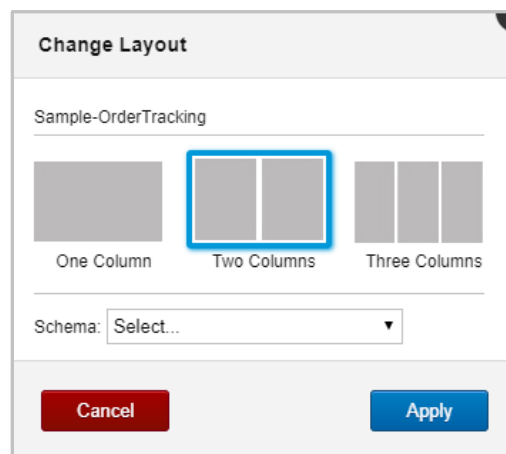 Change Layout
Sample-OrderTracking
One Column Two Columns Three Columns
Schema: Select...
Cancel Apply